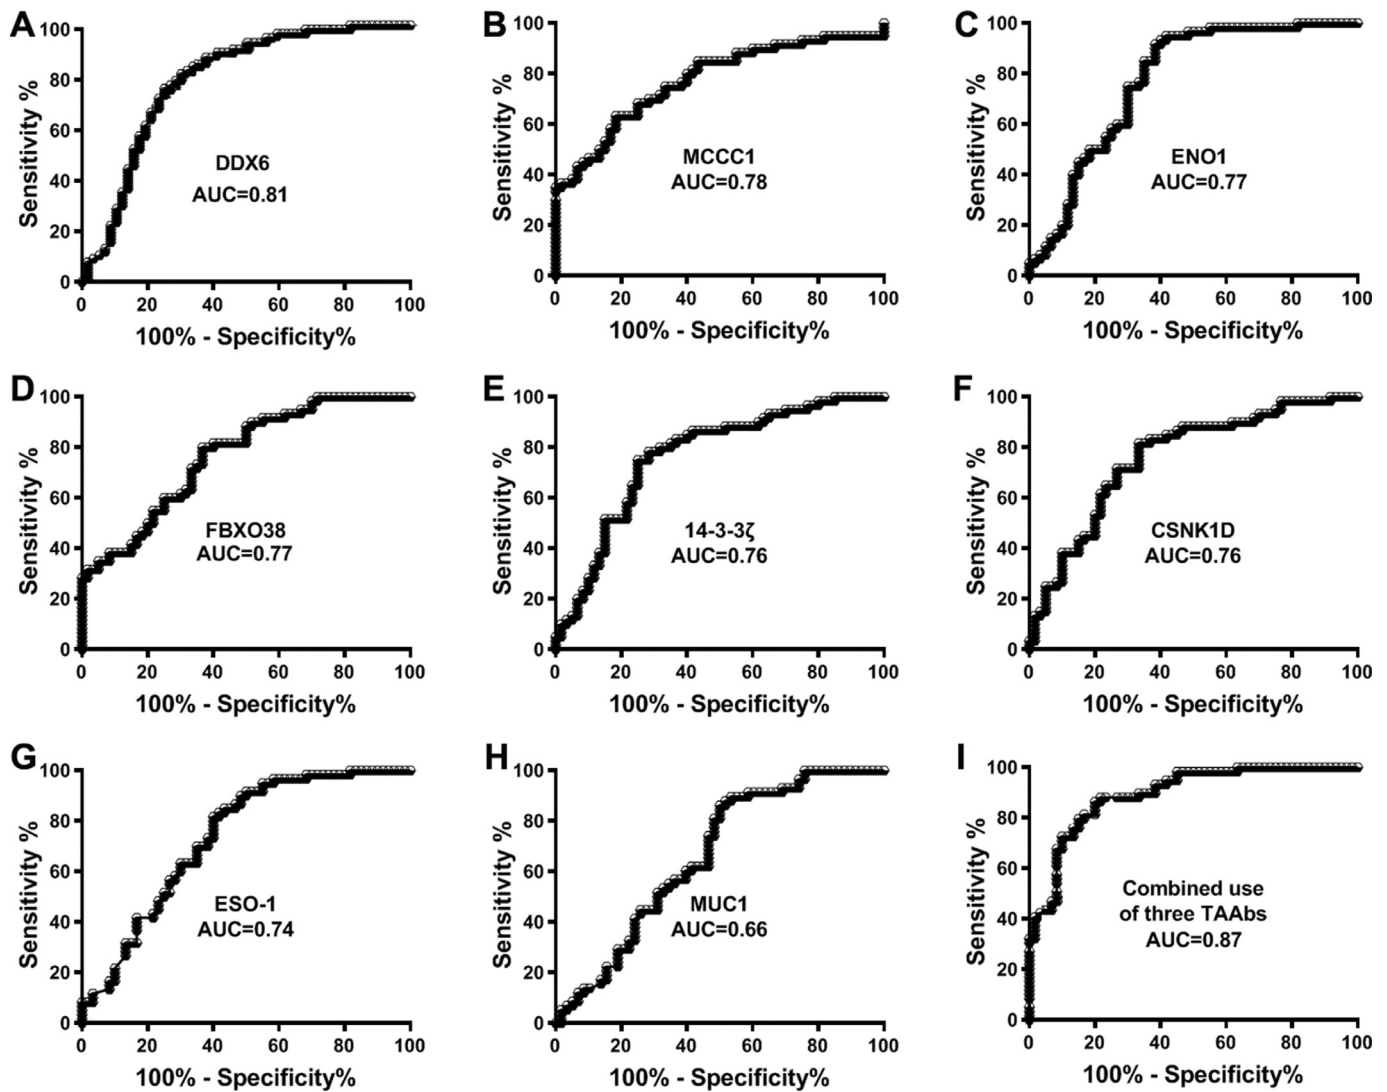 A
Sensitivity %
100
80
60
40
20
0
DDX6
AUC=0.81
0 20 40 60 80 100
100% - Specificity%
B
Sensitivity %
100
80
60
40
20
0
MCCC1
AUC=0.78
0 20 40 60 80 100
100% - Specificity%
C
Sensitivity %
100
80
60
40
20
0
ENO1
AUC=0.77
0 20 40 60 80 100
100% - Specificity%
D
Sensitivity %
100
80
60
40
20
0
FBXO38
AUC=0.77
0 20 40 60 80 100
100% - Specificity%
E
Sensitivity %
100
80
60
40
20
0
14-3-3ζ
AUC=0.76
0 20 40 60 80 100
100% - Specificity%
F
Sensitivity %
100
80
60
40
20
0
CSNK1D
AUC=0.76
0 20 40 60 80 100
100% - Specificity%
G
Sensitivity %
100
80
60
40
20
0
ESO-1
AUC=0.74
0 20 40 60 80 100
100% - Specificity%
H
Sensitivity %
100
80
60
40
20
0
MUC1
AUC=0.66
0 20 40 60 80 100
100% - Specificity%
I
Sensitivity %
100
80
60
40
20
0
Combined use
of three TAAbs
AUC=0.87
0 20 40 60 80 100
100% - Specificity%